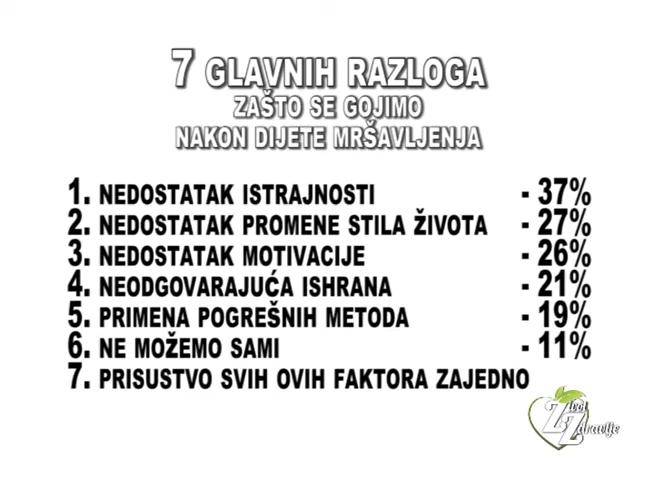 7 GLAVNIH RAZLOGA
ZAŠTO SE GOJIMO
NAKON DIJETE MRŠAVLJENJA
1. NEDOSTATAK ISTRAJNOSTI - 37%
2. NEDOSTATAK PROMENE STILA ŽIVOTA - 27%
3. NEDOSTATAK MOTIVACIJE - 26%
4. NEODGOVARAJUĆA ISHRANA - 21%
5. PRIMENA POGREŠNIH METODA - 19%
6. NE MOŽEMO SAMI - 11%
7. PRISUSTVO SVIH OVIH FAKTORA ZAJEDNO
Život
Zdravlje